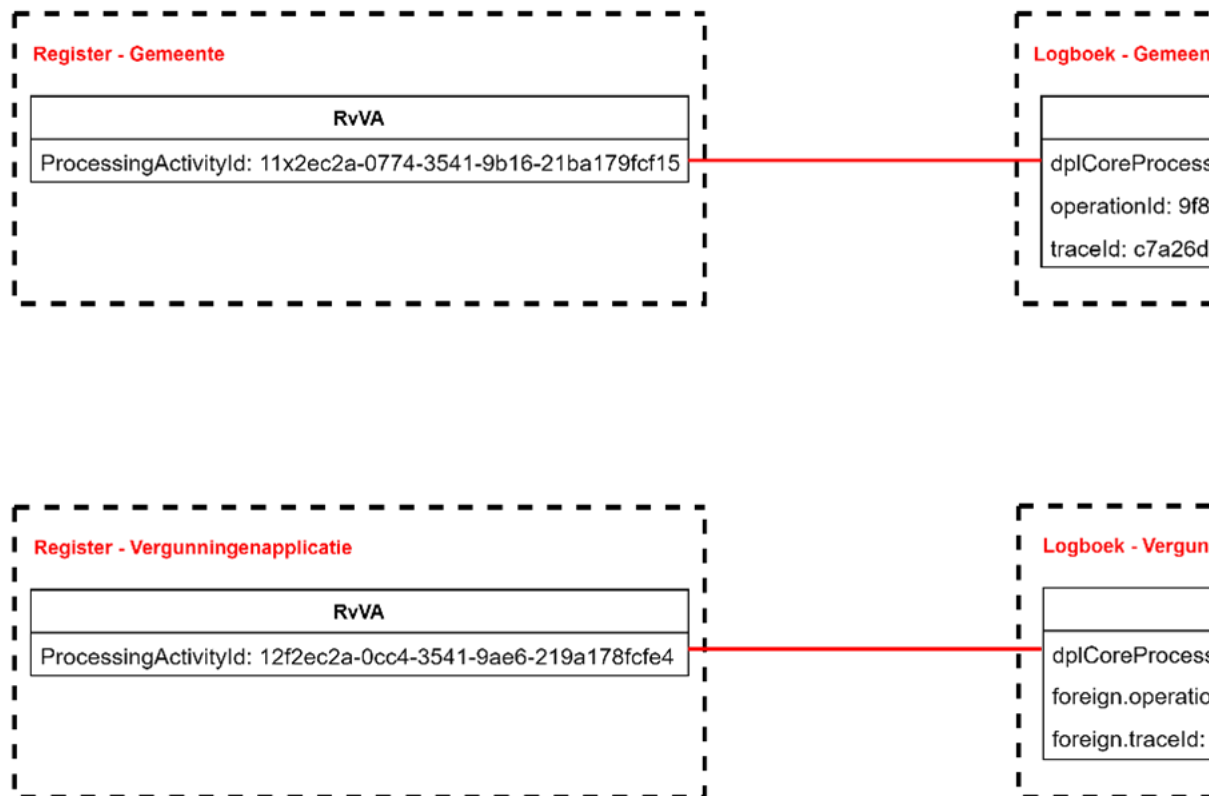 Register - Gemeente
RvVA
ProcessingActivityId: 11x2ec2a-0774-3541-9b16-21ba179fcf15
Logboek - Gemeen
dplCoreProcess
operationId: 9f8
traceId: c7a26d
Register - Vergunningenapplicatie
RvVA
ProcessingActivityId: 12f2ec2a-0cc4-3541-9ae6-219a178fcfe4
Logboek - Vergun
dplCoreProcess
foreign.operatio
foreign.traceId: